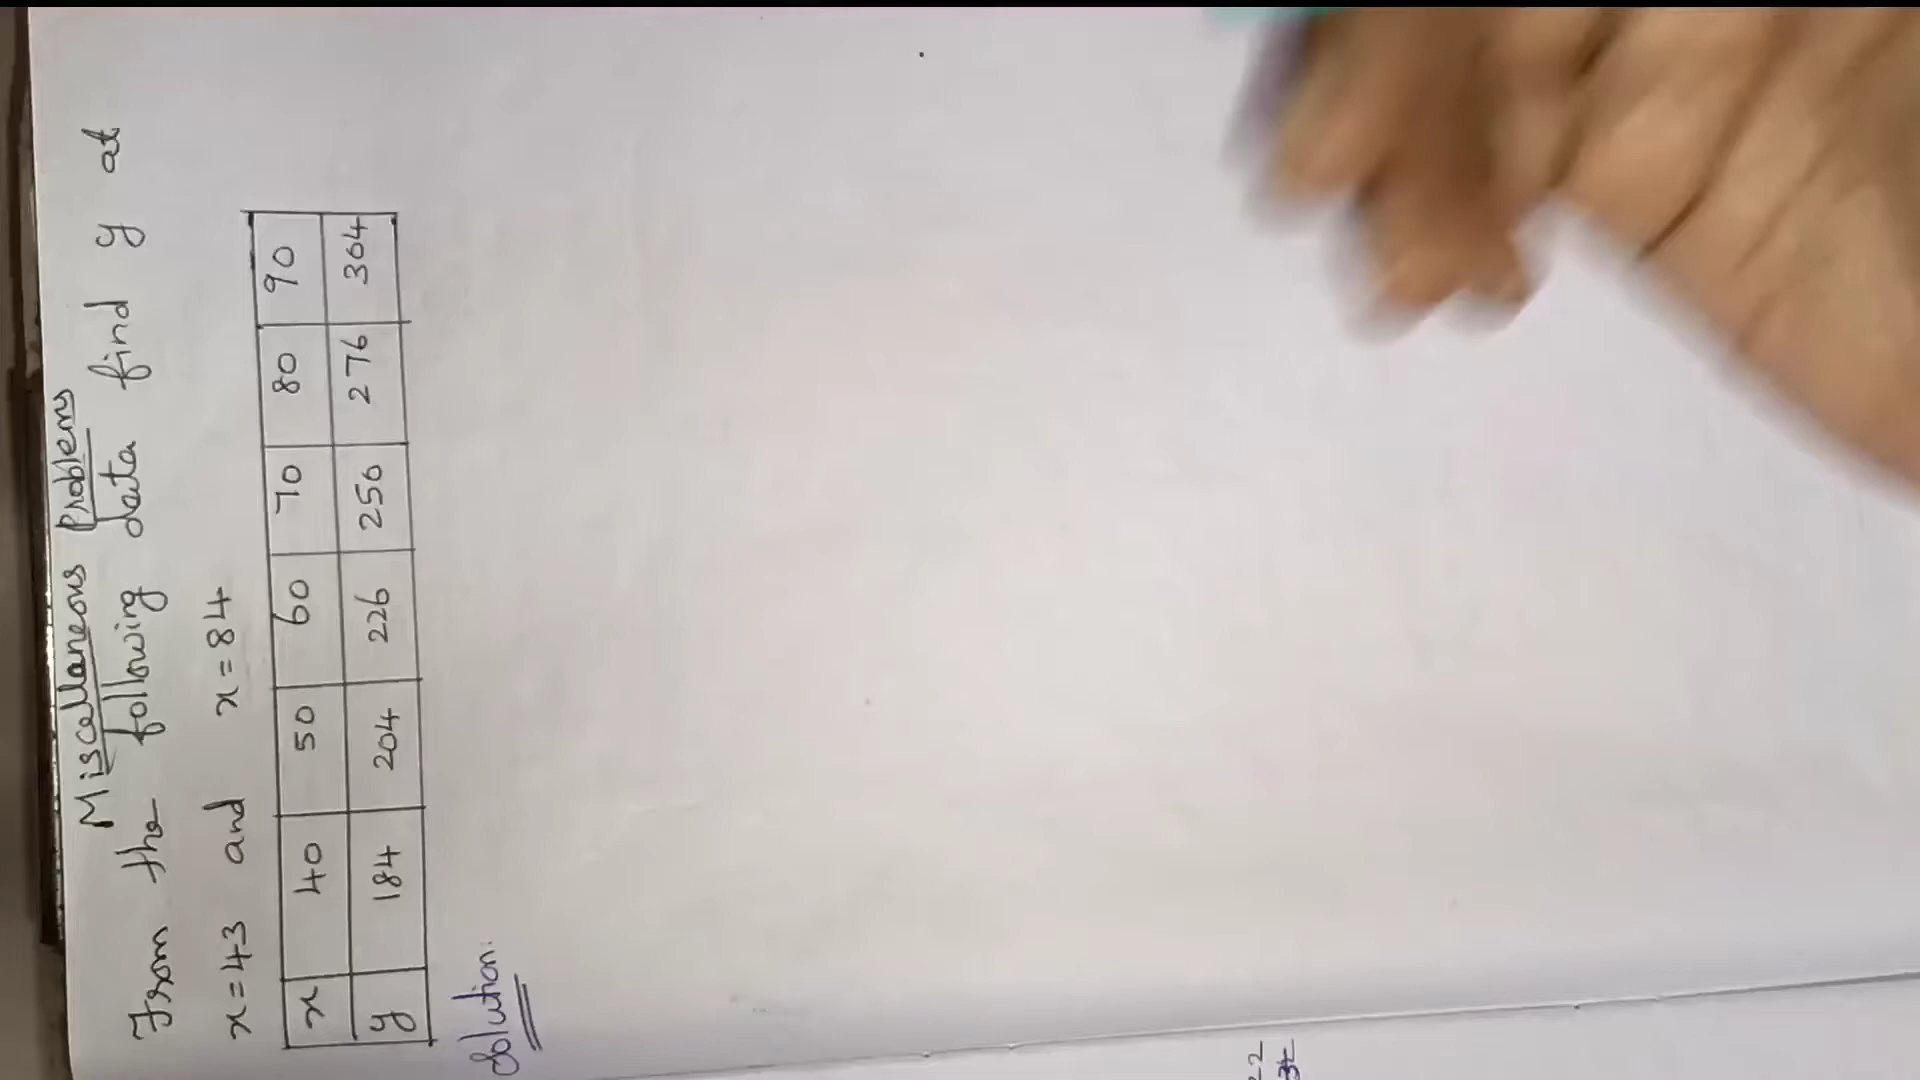 Miscellaneous Problems
From the following data find y at
x=43 and x=84
x 40 50 60 70 80 90
y 184 204 226 250 276 304
Solution:
22